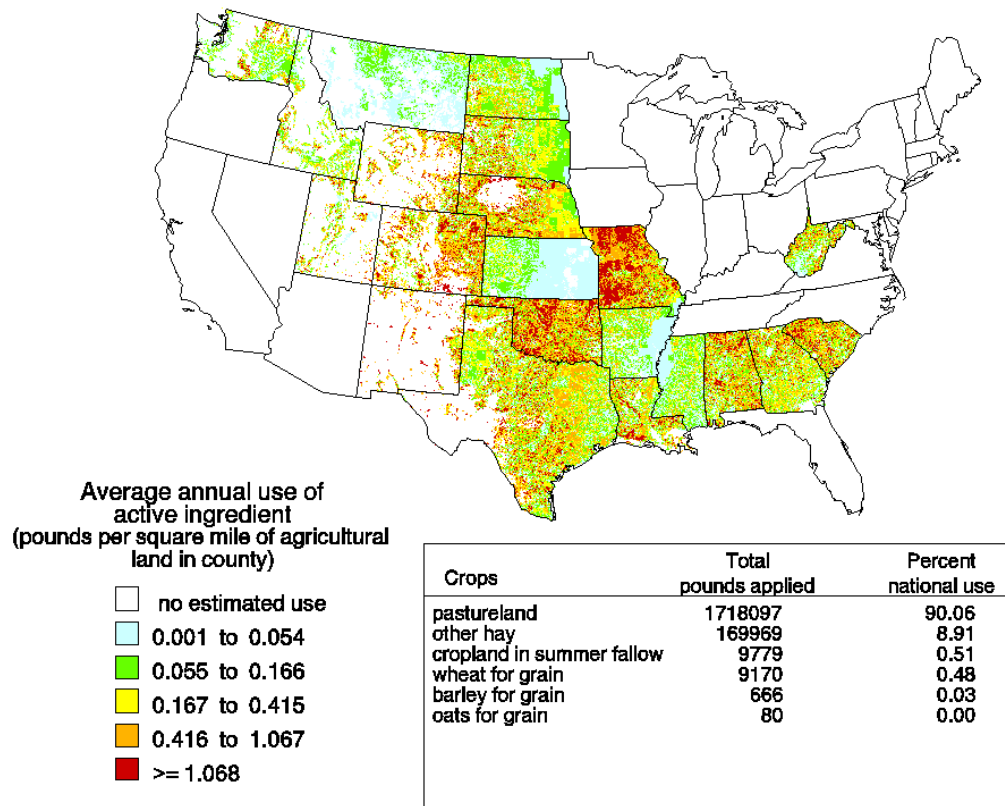 Average annual use of
active ingredient
(pounds per square mile of agricultural
land in county)
no estimated use
0.001 to 0.054
0.055 to 0.166
0.167 to 0.415
0.416 to 1.067
>= 1.068
Crops Total pounds applied Percent national use
pastureland 1718097 90.06
other hay 169969 8.91
cropland in summer fallow 9779 0.51
wheat for grain 9170 0.48
barley for grain 666 0.03
oats for grain 80 0.00